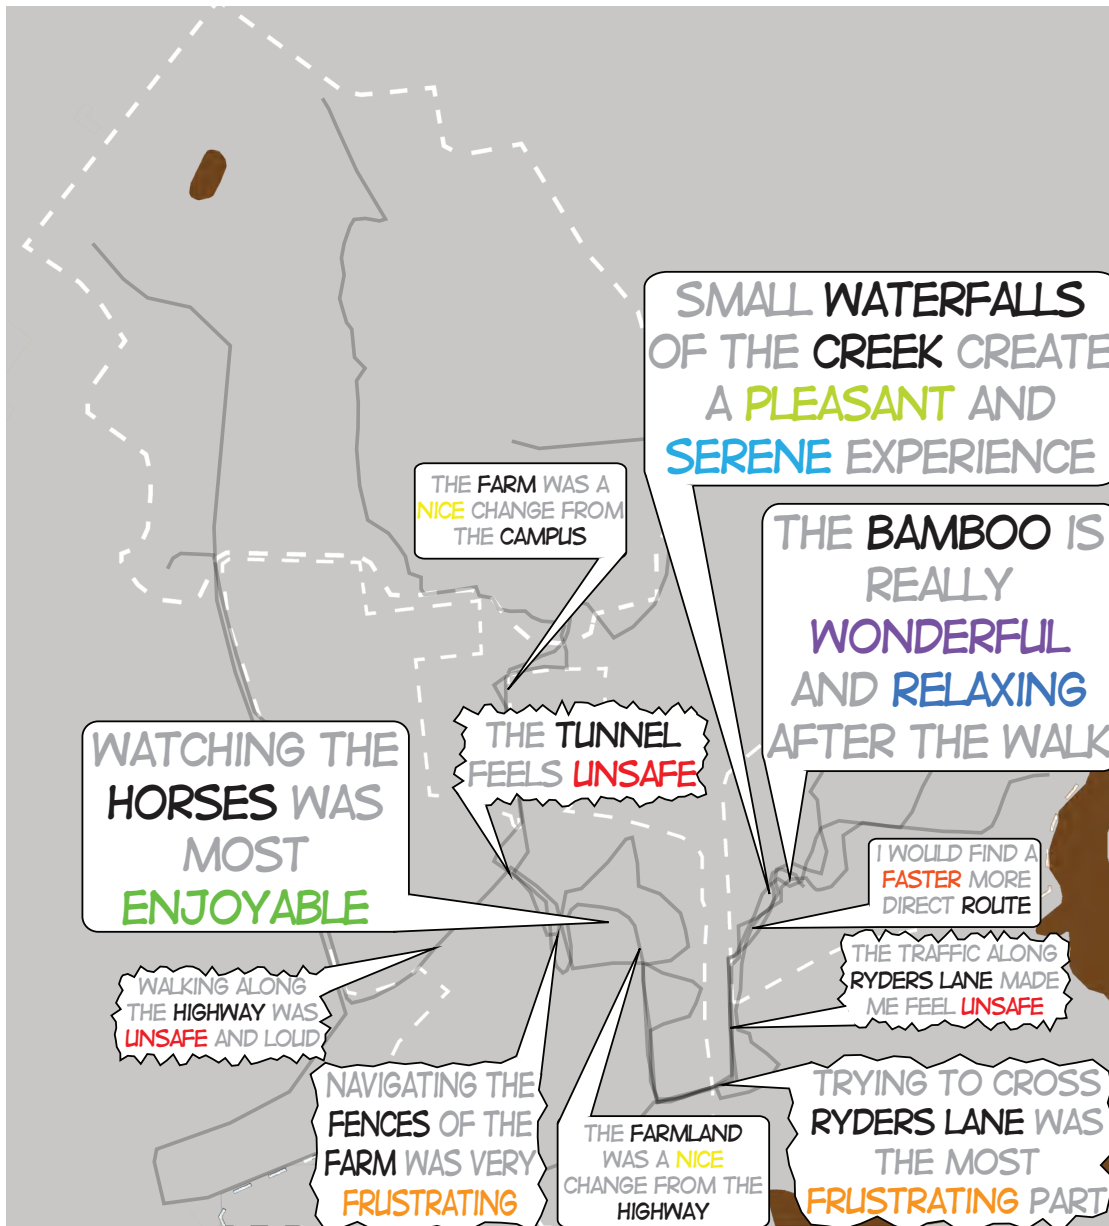 SMALL WATERFALLS
OF THE CREEK CREATE
A PLEASANT AND
SERENE EXPERIENCE
THE FARM WAS A
NICE CHANGE FROM
THE CAMPUS
THE BAMBOO IS
REALLY
WONDERFUL
AND RELAXING
AFTER THE WALK
THE TUNNEL
FEELS UNSAFE
WATCHING THE
HORSES WAS
MOST
ENJOYABLE
I WOULD FIND A
FASTER MORE
DIRECT ROUTE
THE TRAFFIC ALONG
RYDERS LANE MADE
ME FEEL UNSAFE
WALKING ALONG
THE HIGHWAY WAS
UNSAFE AND LOUD
NAVIGATING THE
FENCES OF THE
FARM WAS VERY
FRUSTRATING
THE FARMLAND
WAS A NICE
CHANGE FROM THE
HIGHWAY
TRYING TO CROSS
RYDERS LANE WAS
THE MOST
FRUSTRATING PART